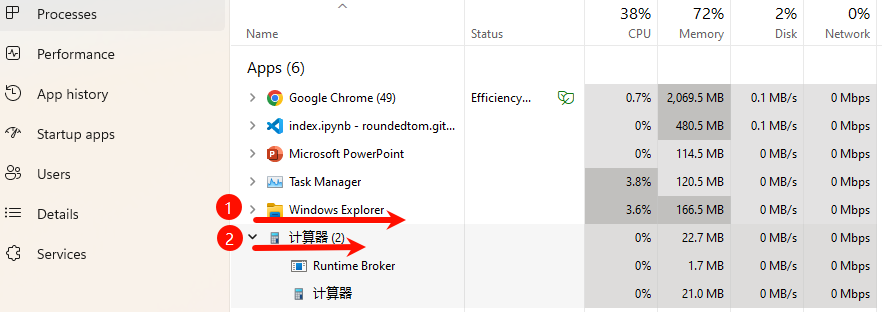 Processes
Performance
App history
Startup apps
Users
Details
Services
38% 72% 2% 0%
Name Status CPU Memory Disk Network
Apps (6)
Google Chrome (49) Efficiency... 0.7% 2,069.5 MB 0.1 MB/s 0 Mbps
index.ipynb - roundedtom.git... 0% 480.5 MB 0.1 MB/s 0 Mbps
Microsoft PowerPoint 0% 114.5 MB 0 MB/s 0 Mbps
Task Manager 3.8% 120.5 MB 0 MB/s 0 Mbps
1 Windows Explorer 3.6% 166.5 MB 0 MB/s 0 Mbps
2 计算器 (2) 0% 22.7 MB 0 MB/s 0 Mbps
Runtime Broker 0% 1.7 MB 0 MB/s 0 Mbps
计算器 0% 21.0 MB 0 MB/s 0 Mbps